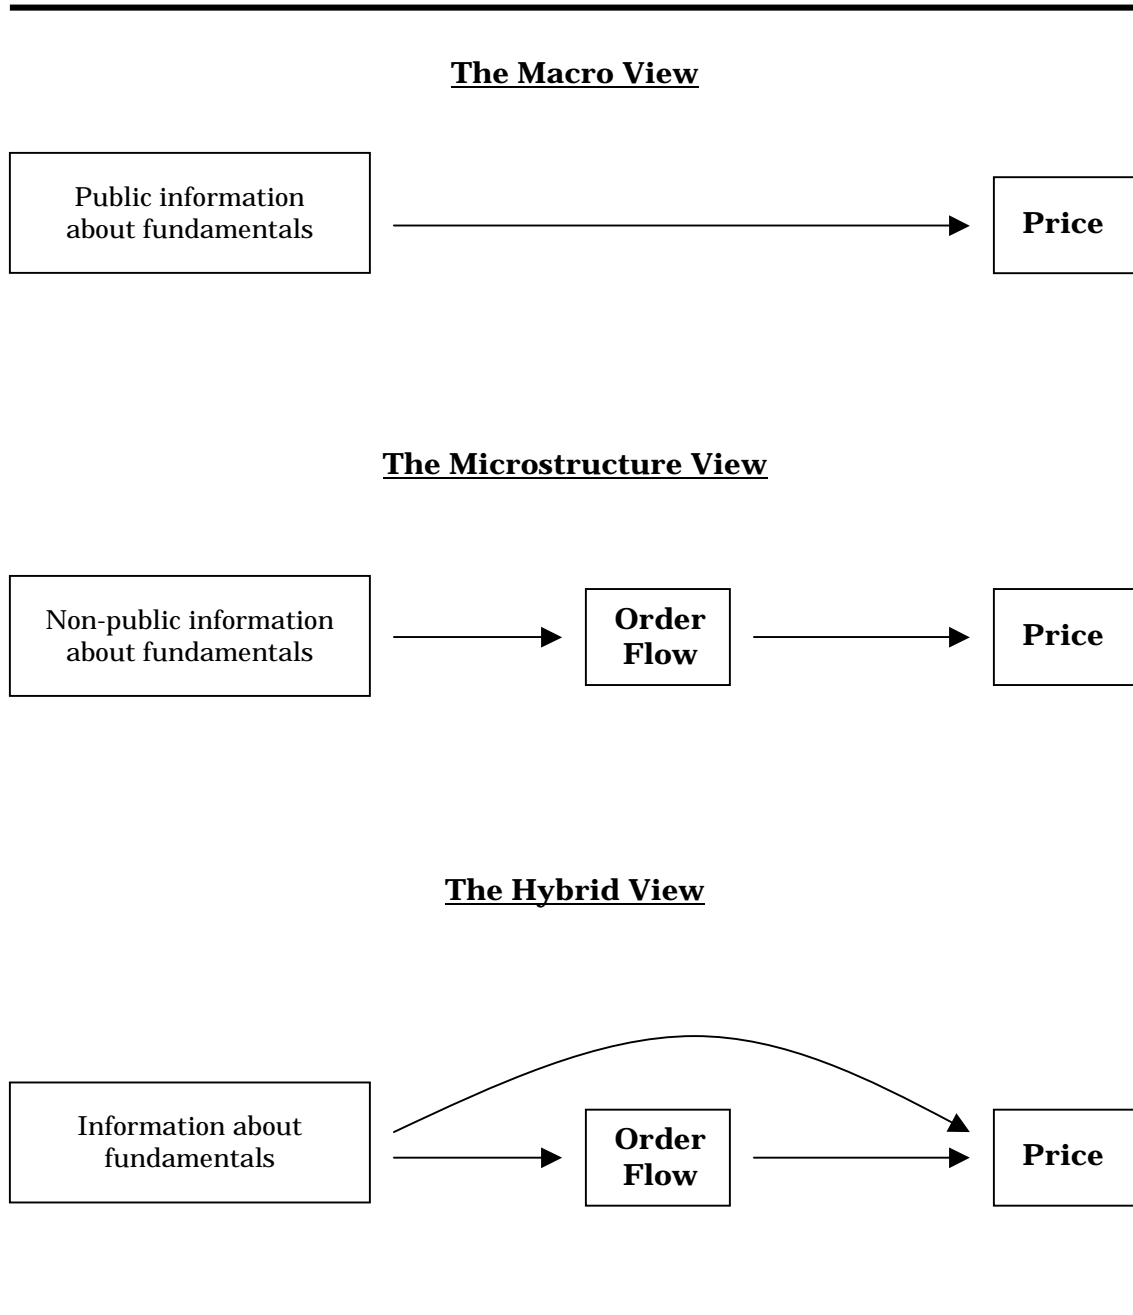 The Macro View
Public information
about fundamentals
Price
The Microstructure View
Non-public information
about fundamentals
Order
Flow
Price
The Hybrid View
Information about
fundamentals
Order
Flow
Price